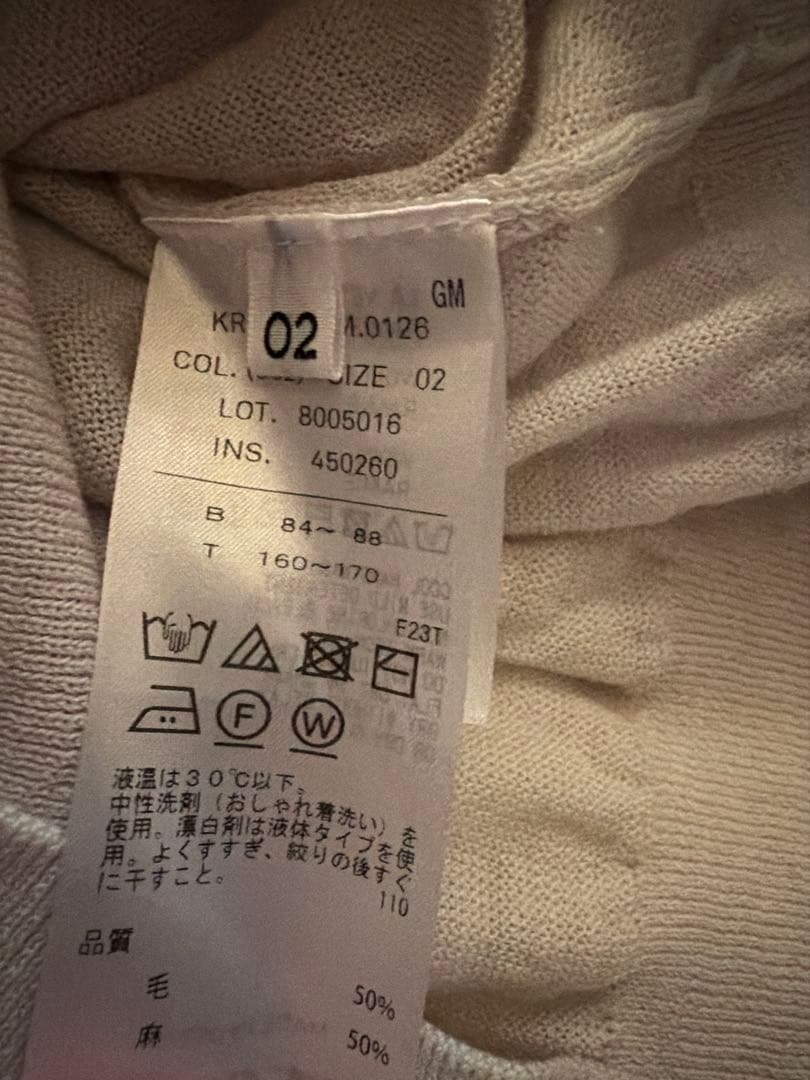 GM
KR 02 M.0126
COL. SIZE 02
LOT. 8005016
INS. 450260
B 84~88
T 160~170
F23T
F W
液温は30℃以下。
中性洗剤(おしゃれ着洗い)を
使用。漂白剤は液体タイプを使
用。よくすすぎ、絞りの後すぐ
に干すこと。
110
品質
毛 50%
麻 50%